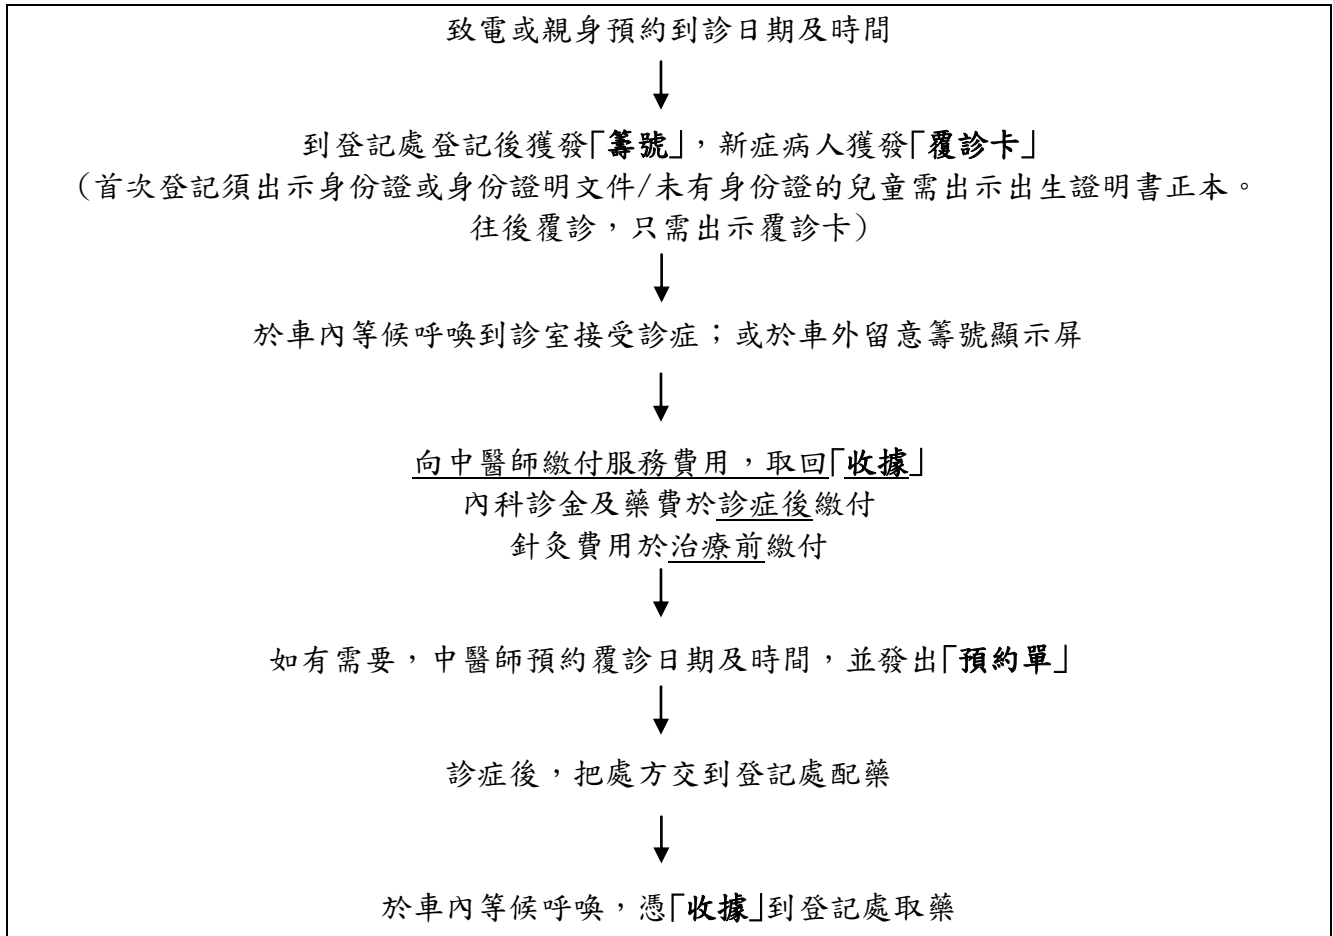 致電或親身預約到診日期及時間
到登記處登記後獲發「籌號」，新症病人獲發「覆診卡」
（首次登記須出示身份證或身份證明文件/未有身份證的兒童需出示出生證明書正本。
往後覆診，只需出示覆診卡）
於車內等候呼喚到診室接受診症；或於車外留意籌號顯示屏
向中醫師繳付服務費用，取回「收據」
內科診金及藥費於診症後繳付
針灸費用於治療前繳付
如有需要，中醫師預約覆診日期及時間，並發出「預約單」
診症後，把處方交到登記處配藥
於車內等候呼喚，憑「收據」到登記處取藥